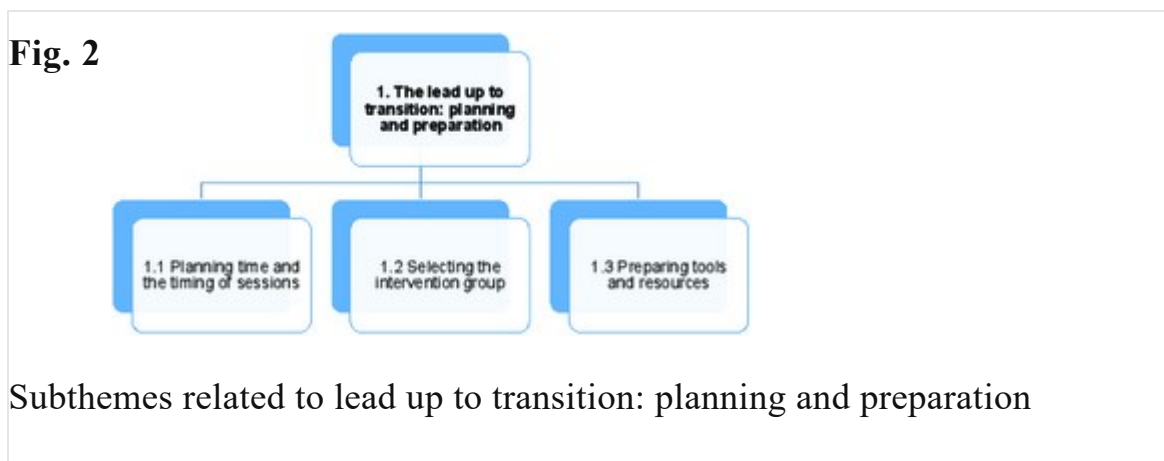 Fig. 2
1. The lead up to
transition: planning
and preparation
1.1 Planning time and
the timing of sessions
1.2 Selecting the
intervention group
1.3 Preparing tools
and resources
Subthemes related to lead up to transition: planning and preparation